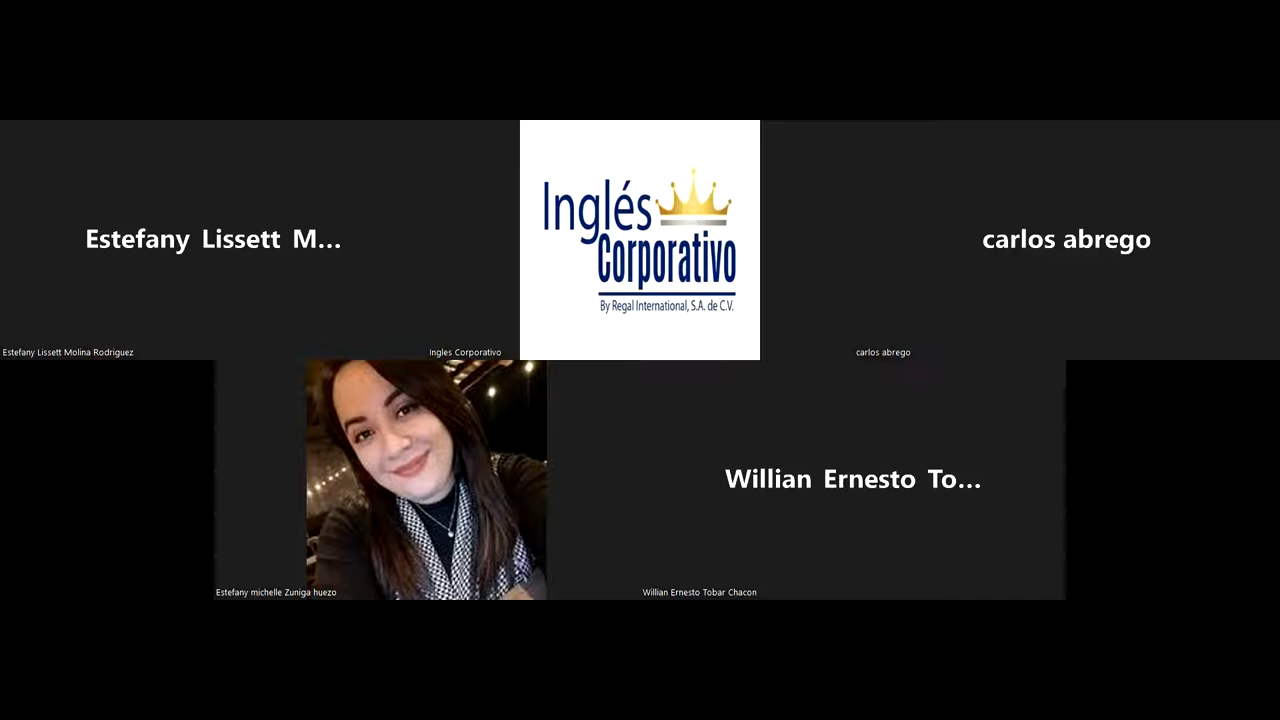 Estefany Lissett M...
Inglés
Corporativo
By Regal International, S.A. de C.V.
carlos abrego
Estefany Lissett Molina Rodriguez
Ingles Corporativo
carlos abrego
Willian Ernesto To...
Estefany michelle Zuniga huezo
Willian Ernesto Tobar Chacon